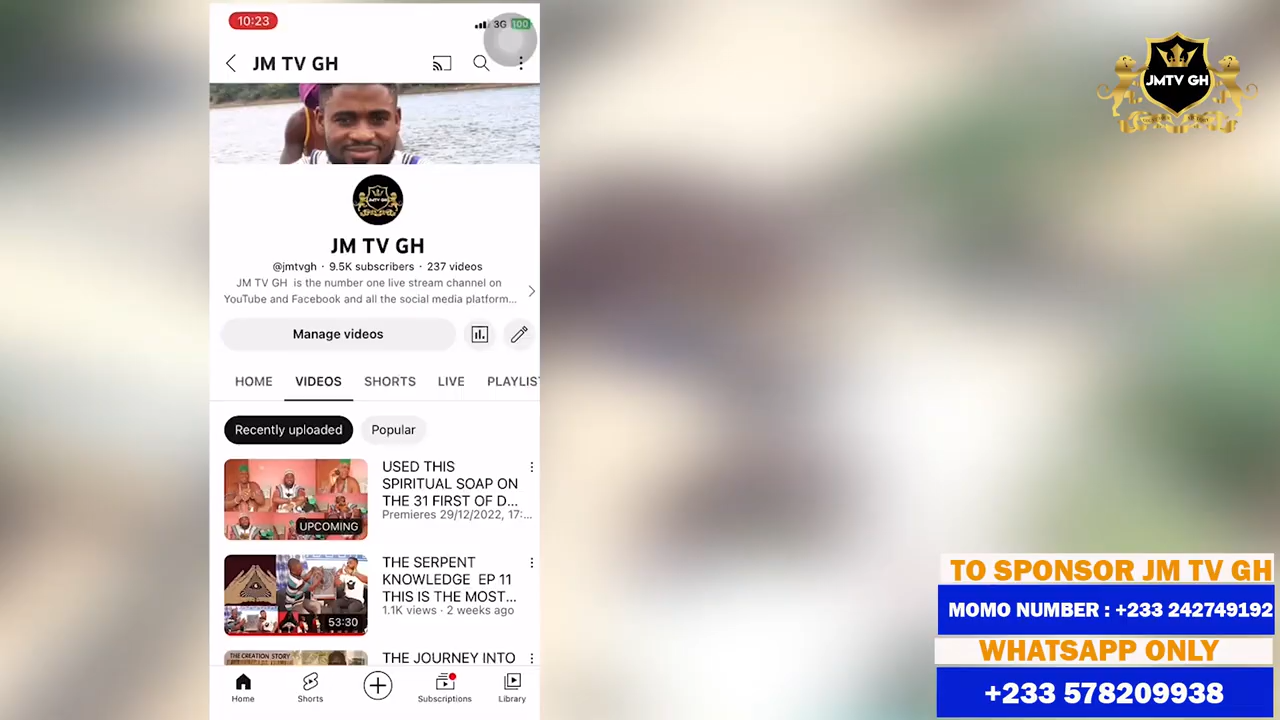 10:23
3G 100
JM TV GH
JMTV GH
JM TV GH
@jmtvgh · 9.5K subscribers · 237 videos
JM TV GH is the number one live stream channel on
YouTube and Facebook and all the social media platform...
Manage videos
HOME VIDEOS SHORTS LIVE PLAYLIS
Recently uploaded Popular
USED THIS
SPIRITUAL SOAP ON
THE 31 FIRST OF D...
Premieres 29/12/2022, 17:...
UPCOMING
THE SERPENT
KNOWLEDGE EP 11
THIS IS THE MOST...
1.1K views · 2 weeks ago
53:30
THE CREATION STORY
THE JOURNEY INTO
Home Shorts Subscriptions Library
JMTV GH
TO SPONSOR JM TV GH
MOMO NUMBER : +233 242749192
WHATSAPP ONLY
+233 578209938